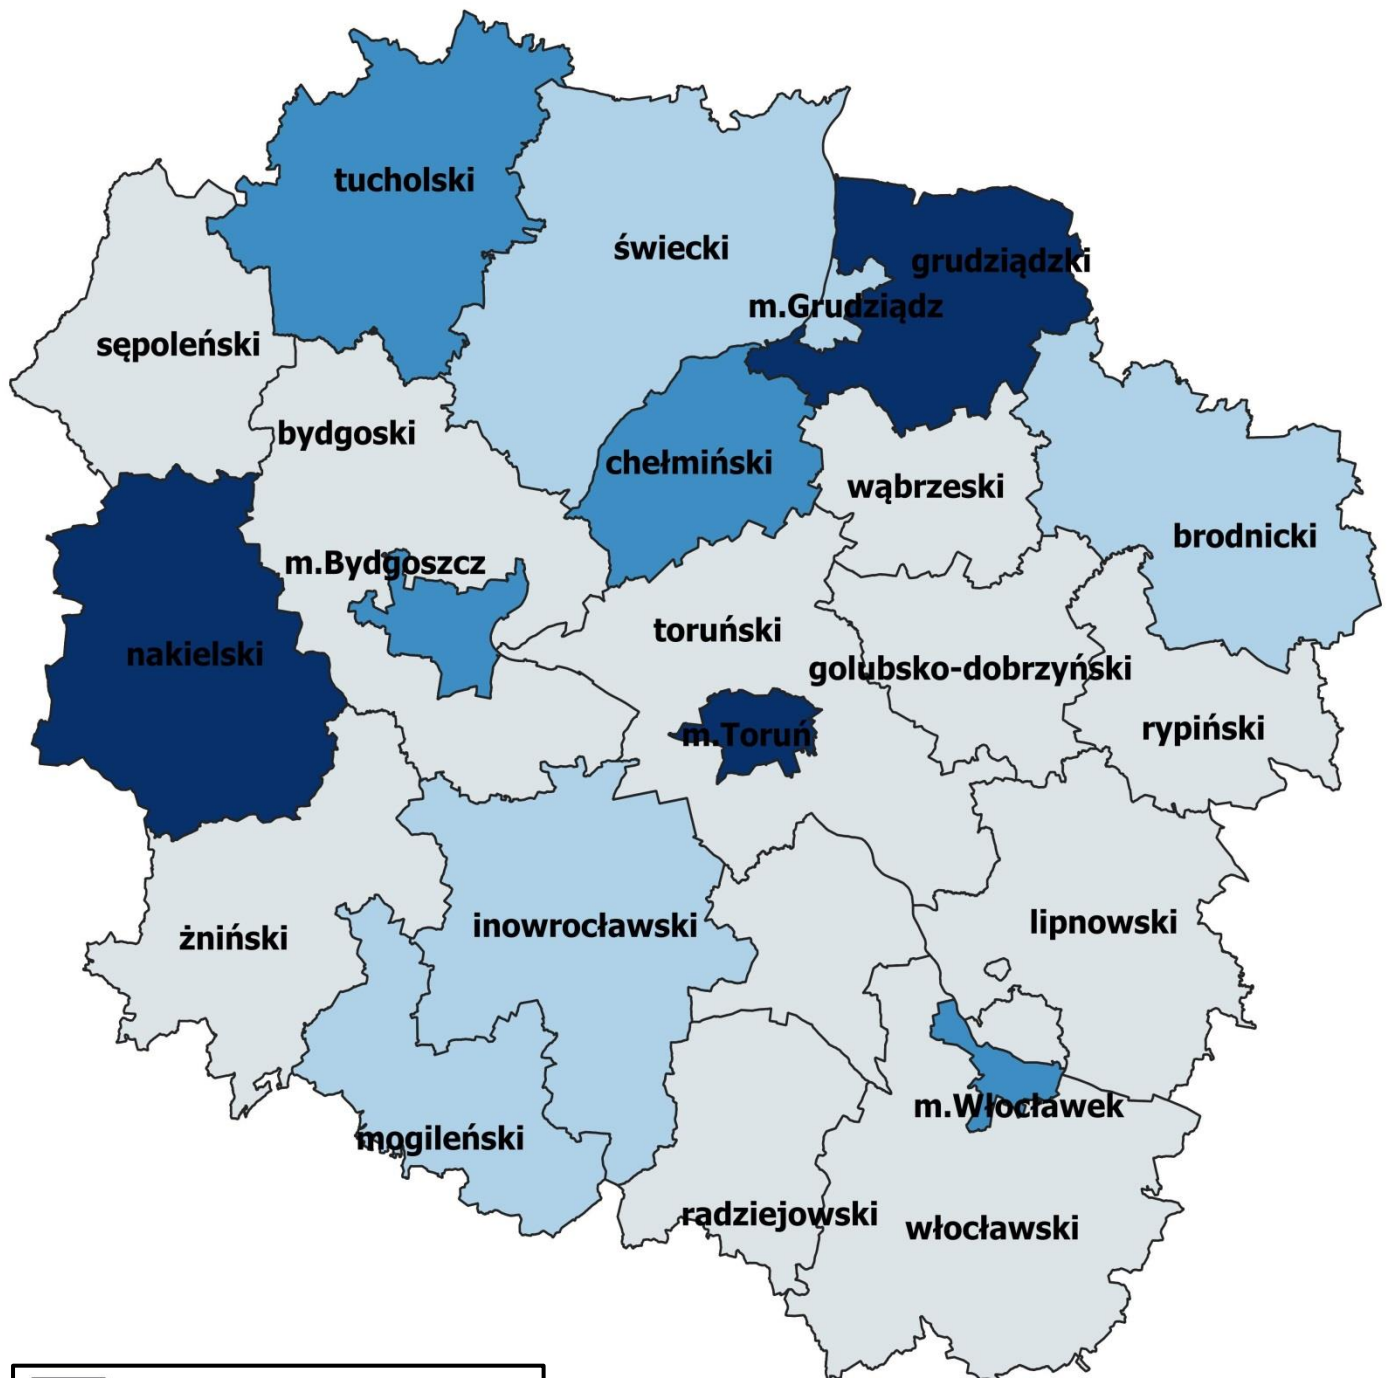 tucholski
świecki
grudziądzki
m.Grudziądz
sępoleński
bydgoski
chełmiński
wąbrzeski
brodnicki
m.Bydgoszcz
toruński
nakielski
golubsko-dobrzyński
m.Toruń
rypiński
inowrocławski
lipnowski
żniński
m.Włocławek
mogileński
radziejowski
włocławski